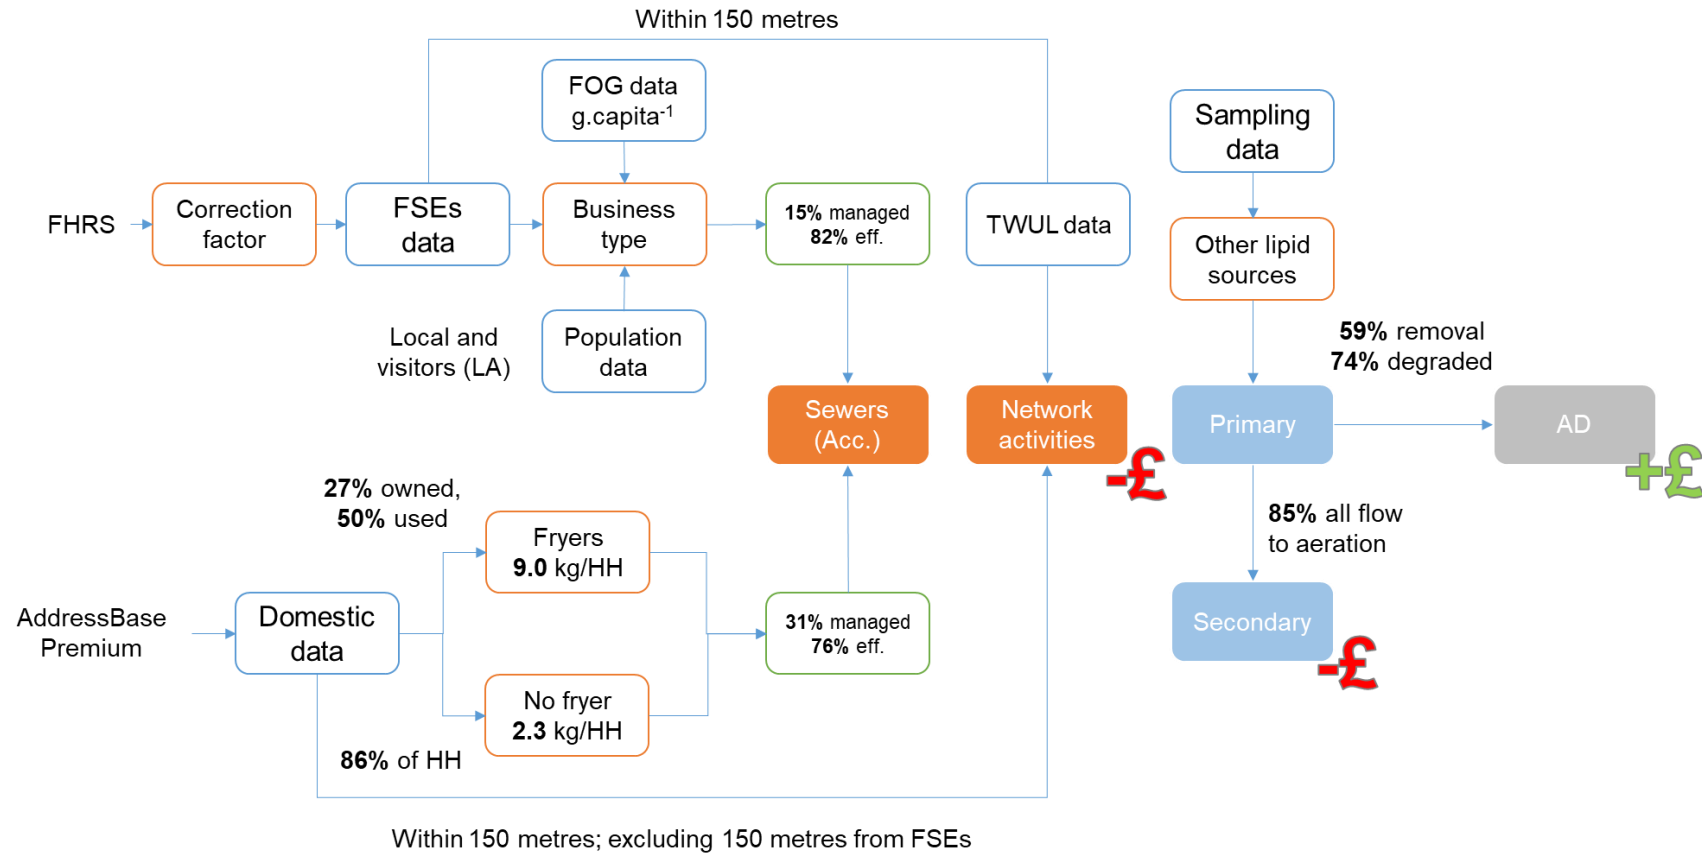 Within 150 metres
FOG data
g.capita⁻¹
Sampling
data
FHRS
Correction
factor
FSEs
data
Business
type
15% managed
82% eff.
TWUL data
Other lipid
sources
Local and
visitors (LA)
Population
data
59% removal
74% degraded
Sewers
(Acc.)
Network
activities
Primary
AD
-£
+£
27% owned,
50% used
Fryers
9.0 kg/HH
85% all flow
to aeration
AddressBase
Premium
Domestic
data
31% managed
76% eff.
Secondary
-£
No fryer
2.3 kg/HH
86% of HH
Within 150 metres; excluding 150 metres from FSEs